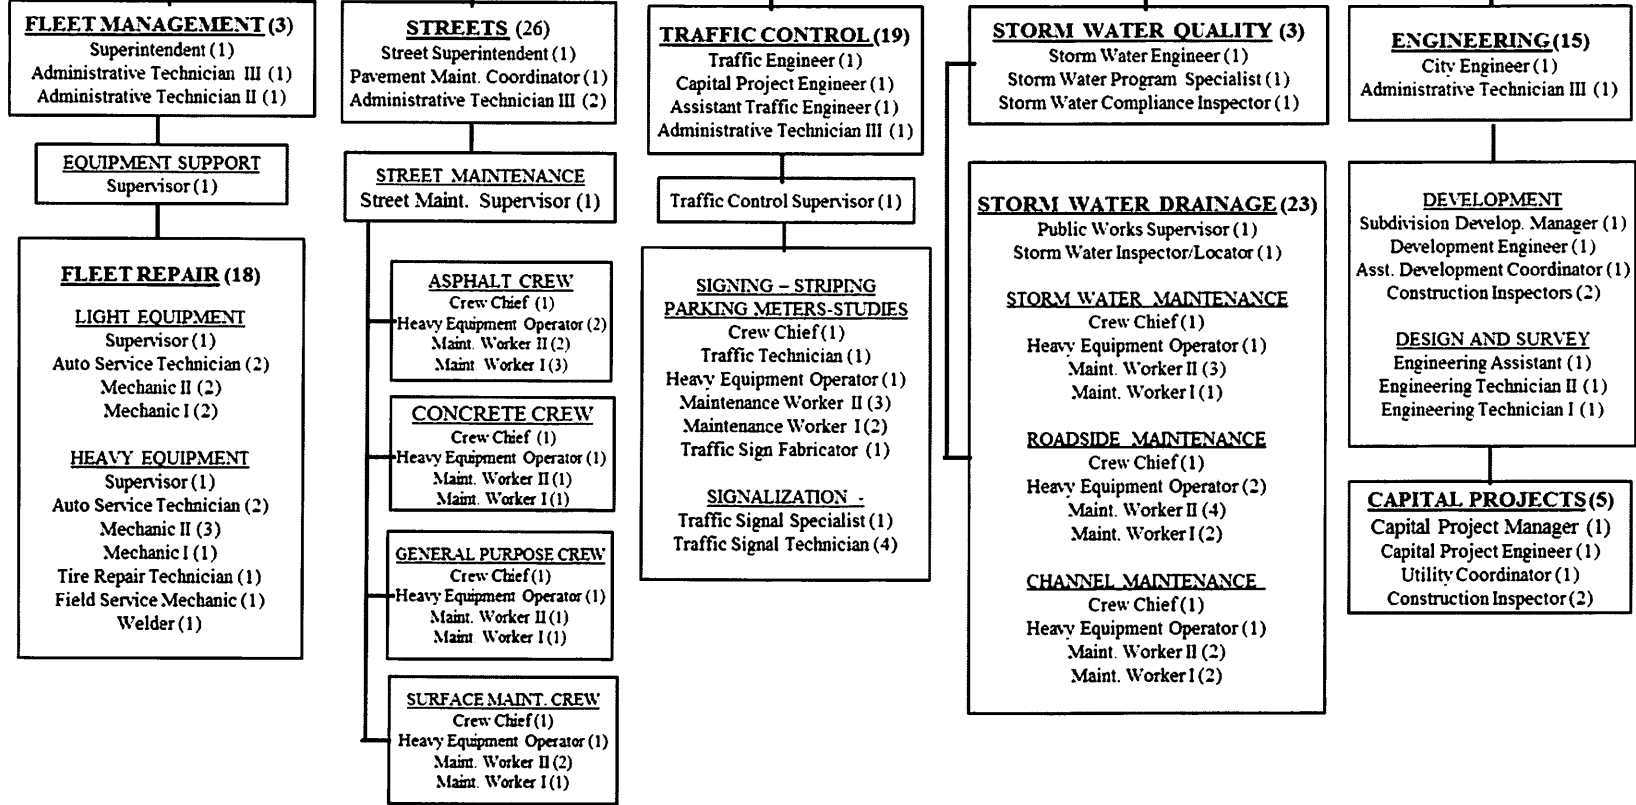 FLEET MANAGEMENT (3)
Superintendent (1)
Administrative Technician III (1)
Administrative Technician II (1)
EQUIPMENT SUPPORT
Supervisor (1)
FLEET REPAIR (18)
LIGHT EQUIPMENT
Supervisor (1)
Auto Service Technician (2)
Mechanic II (2)
Mechanic I (2)
HEAVY EQUIPMENT
Supervisor (1)
Auto Service Technician (2)
Mechanic II (3)
Mechanic I (1)
Tire Repair Technician (1)
Field Service Mechanic (1)
Welder (1)
STREETS (26)
Street Superintendent (1)
Pavement Maint. Coordinator (1)
Administrative Technician III (2)
STREET MAINTENANCE
Street Maint. Supervisor (1)
ASPHALT CREW
Crew Chief (1)
Heavy Equipment Operator (2)
Maint. Worker II (2)
Maint. Worker I (3)
CONCRETE CREW
Crew Chief (1)
Heavy Equipment Operator (1)
Maint. Worker II (1)
Maint. Worker I (1)
GENERAL PURPOSE CREW
Crew Chief (1)
Heavy Equipment Operator (1)
Maint. Worker II (1)
Maint. Worker I (1)
SURFACE MAINT. CREW
Crew Chief (1)
Heavy Equipment Operator (1)
Maint. Worker II (2)
Maint. Worker I (1)
TRAFFIC CONTROL (19)
Traffic Engineer (1)
Capital Project Engineer (1)
Assistant Traffic Engineer (1)
Administrative Technician III (1)
Traffic Control Supervisor (1)
SIGNING – STRIPING
PARKING METERS-STUDIES
Crew Chief (1)
Traffic Technician (1)
Heavy Equipment Operator (1)
Maintenance Worker II (3)
Maintenance Worker I (2)
Traffic Sign Fabricator (1)
SIGNALIZATION -
Traffic Signal Specialist (1)
Traffic Signal Technician (4)
STORM WATER QUALITY (3)
Storm Water Engineer (1)
Storm Water Program Specialist (1)
Storm Water Compliance Inspector (1)
STORM WATER DRAINAGE (23)
Public Works Supervisor (1)
Storm Water Inspector/Locator (1)
STORM WATER MAINTENANCE
Crew Chief (1)
Heavy Equipment Operator (1)
Maint. Worker II (3)
Maint. Worker I (1)
ROADSIDE MAINTENANCE
Crew Chief (1)
Heavy Equipment Operator (2)
Maint. Worker II (4)
Maint. Worker I (2)
CHANNEL MAINTENANCE
Crew Chief (1)
Heavy Equipment Operator (1)
Maint. Worker II (2)
Maint. Worker I (2)
ENGINEERING (15)
City Engineer (1)
Administrative Technician III (1)
DEVELOPMENT
Subdivision Develop. Manager (1)
Development Engineer (1)
Asst. Development Coordinator (1)
Construction Inspectors (2)
DESIGN AND SURVEY
Engineering Assistant (1)
Engineering Technician II (1)
Engineering Technician I (1)
CAPITAL PROJECTS (5)
Capital Project Manager (1)
Capital Project Engineer (1)
Utility Coordinator (1)
Construction Inspector (2)